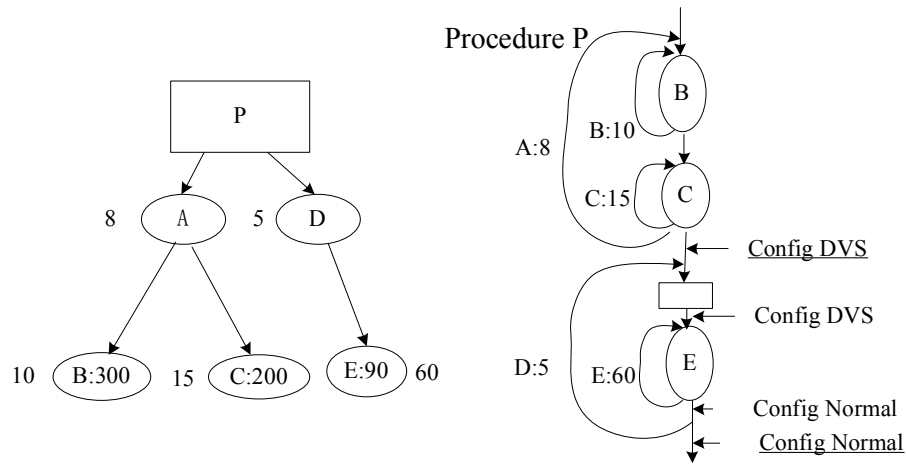 P
8
A
5
D
10
B:300
15
C:200
E:90
60
Procedure P
B
B:10
A:8
C
C:15
Config DVS
Config DVS
D:5
E:60
E
Config Normal
Config Normal